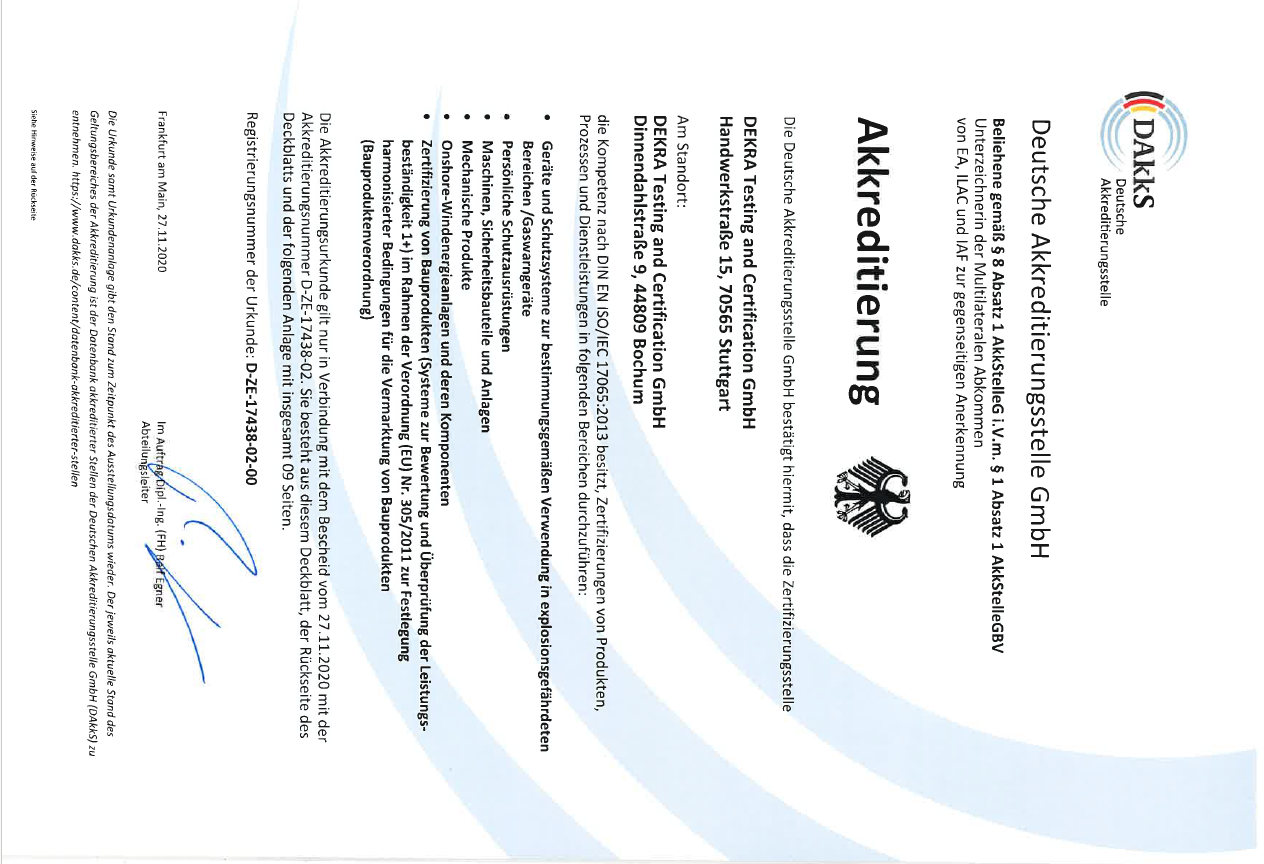 DAkkS
Deutsche
Akkreditierungsstelle
Deutsche Akkreditierungsstelle GmbH
Beliehene gemäß § 8 Absatz 1 AkkStelleG i.V.m. § 1 Absatz 1 AkkStelleGBV
Unterzeichnerin der Multilateralen Abkommen
von EA, ILAC und IAF zur gegenseitigen Anerkennung
Akkreditierung
Die Deutsche Akkreditierungsstelle GmbH bestätigt hiermit, dass die Zertifizierungsstelle
DEKRA Testing and Certification GmbH
Handwerkstraße 15, 70565 Stuttgart
Am Standort:
DEKRA Testing and Certification GmbH
Dinnendahlstraße 9, 44809 Bochum
die Kompetenz nach DIN EN ISO/IEC 17065:2013 besitzt, Zertifizierungen von Produkten,
Prozessen und Dienstleistungen in folgenden Bereichen durchzuführen:
• Geräte und Schutzsysteme zur bestimmungsgemäßen Verwendung in explosionsgefährdeten
Bereichen /Gaswarngeräte
• Persönliche Schutzausrüstungen
• Maschinen, Sicherheitsbauteile und Anlagen
• Mechanische Produkte
• Onshore-Windenergieanlagen und deren Komponenten
• Zertifizierung von Bauprodukten (Systeme zur Bewertung und Überprüfung der Leistungs-
beständigkeit 1+) im Rahmen der Verordnung (EU) Nr. 305/2011 zur Festlegung
harmonisierter Bedingungen für die Vermarktung von Bauprodukten
(Bauproduktenverordnung)
Die Akkreditierungsurkunde gilt nur in Verbindung mit dem Bescheid vom 27.11.2020 mit der
Akkreditierungsnummer D-ZE-17438-02. Sie besteht aus diesem Deckblatt, der Rückseite des
Deckblatts und der folgenden Anlage mit insgesamt 09 Seiten.
Registrierungsnummer der Urkunde: D-ZE-17438-02-00
Frankfurt am Main, 27.11.2020
Im Auftrag Dipl.-Ing. (FH) Ralf Egner
Abteilungsleiter
Die Urkunde samt Urkundenanlage gibt den Stand zum Zeitpunkt des Ausstellungsdatums wieder. Der jeweils aktuelle Stand des
Geltungsbereiches der Akkreditierung ist der Datenbank akkreditierter Stellen der Deutschen Akkreditierungsstelle GmbH (DAkkS) zu
entnehmen. https://www.dakks.de/content/datenbank-akkreditierter-stellen
Siehe Hinweise auf der Rückseite